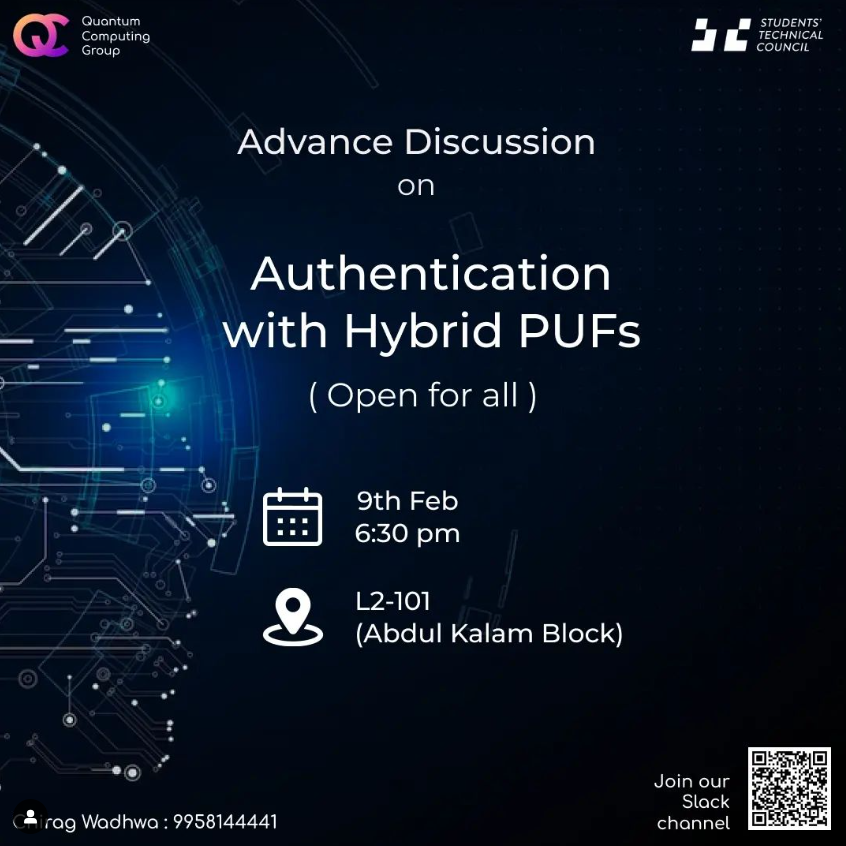 Quantum
Computing
Group
STUDENTS'
TECHNICAL
COUNCIL
Advance Discussion
on
Authentication
with Hybrid PUFs
( Open for all )
9th Feb
6:30 pm
L2-101
(Abdul Kalam Block)
Join our
Slack
channel
Wadhwa : 9958144441